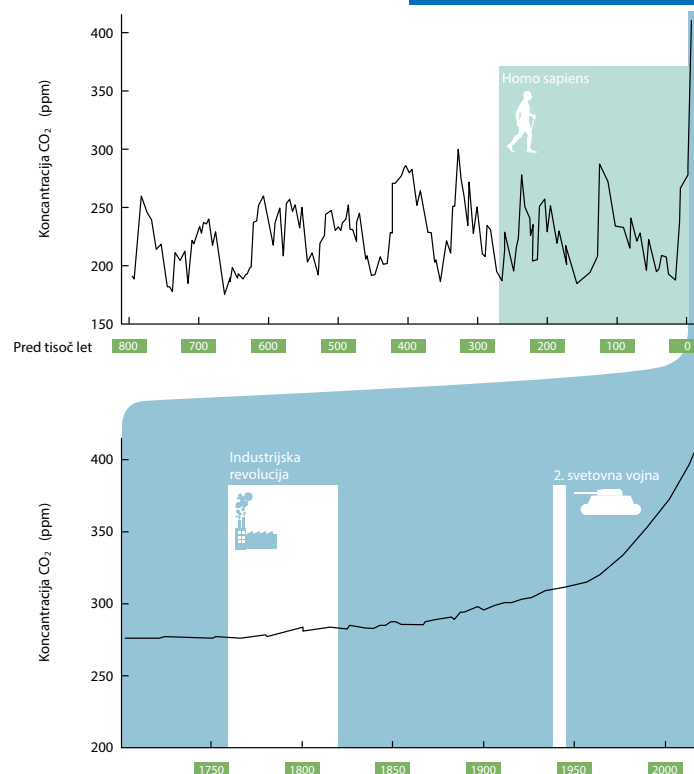 400
Homo sapiens
350
300
250
200
150
Koncantracija CO₂ (ppm)
Pred tisoč let 800 700 600 500 400 300 200 100 0
400
Industrijska
revolucija
2. svetovna vojna
350
300
250
200
Koncantracija CO₂ (ppm)
1750 1800 1850 1900 1950 2000